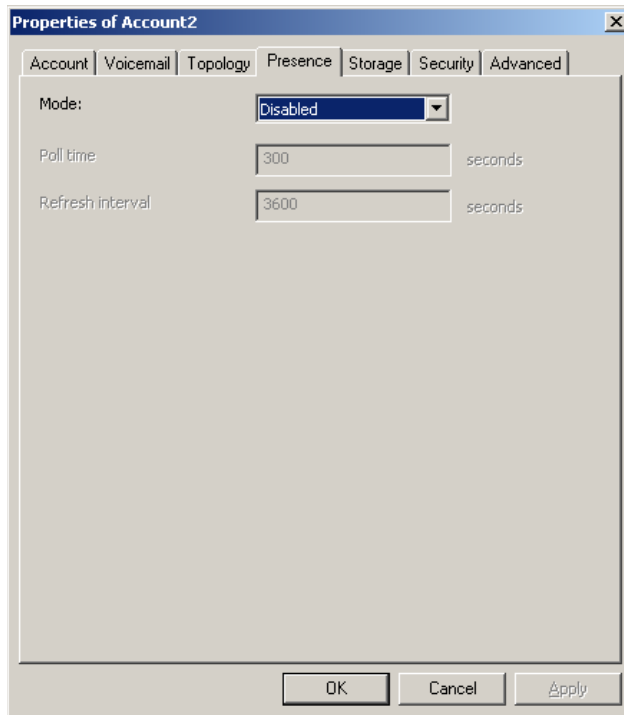 Properties of Account2
Account Voicemail Topology Presence Storage Security Advanced
Mode: Disabled
Poll time 300 seconds
Refresh interval 3600 seconds
OK Cancel Apply